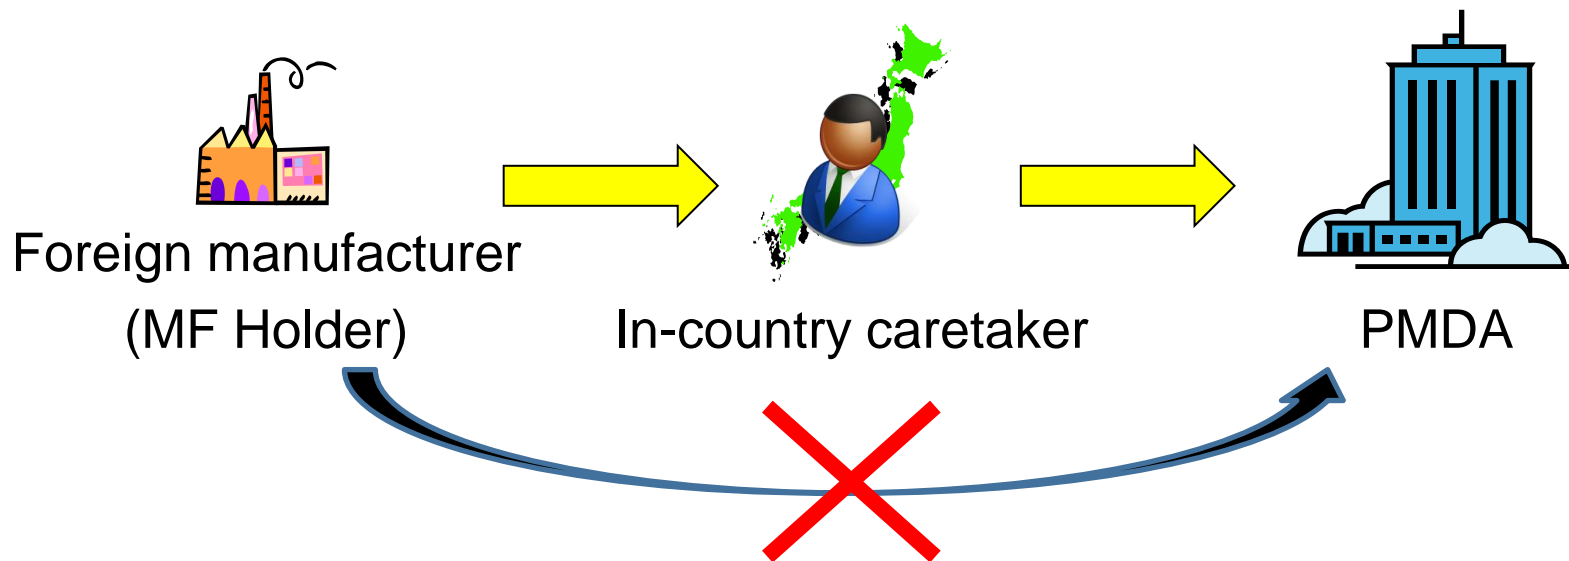 Foreign manufacturer
(MF Holder)
In-country caretaker
PMDA